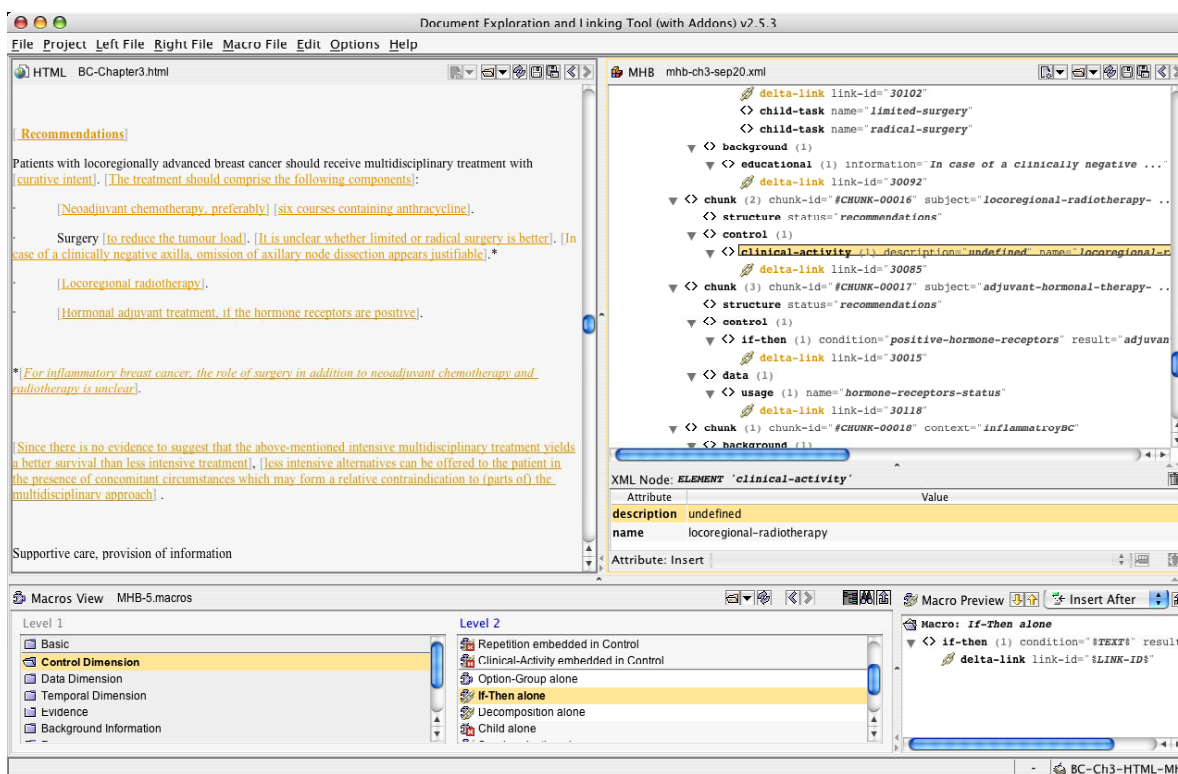 Document Exploration and Linking Tool (with Addons) v2.5.3
File Project Left File Right File Macro File Edit Options Help
HTML BC-Chapter3.html
[ Recommendations]
Patients with locoregionally advanced breast cancer should receive multidisciplinary treatment with
[curative intent]. [The treatment should comprise the following components]:
· [Neoadjuvant chemotherapy, preferably] [six courses containing anthracycline].
· Surgery [to reduce the tumour load]. [It is unclear whether limited or radical surgery is better]. [In
case of a clinically negative axilla, omission of axillary node dissection appears justifiable].*
· [Locoregional radiotherapy].
· [Hormonal adjuvant treatment, if the hormone receptors are positive].
*[For inflammatory breast cancer, the role of surgery in addition to neoadjuvant chemotherapy and
radiotherapy is unclear].
[Since there is no evidence to suggest that the above-mentioned intensive multidisciplinary treatment yields
a better survival than less intensive treatment], [less intensive alternatives can be offered to the patient in
the presence of concomitant circumstances which may form a relative contraindication to (parts of) the
multidisciplinary approach] .
Supportive care, provision of information
MHB mhb-ch3-sep20.xml
delta-link link-id="30102"
<> child-task name="limited-surgery"
<> child-task name="radical-surgery"
<> background (1)
<> educational (1) information="In case of a clinically negative ..."
delta-link link-id="30092"
<> chunk (2) chunk-id="#CHUNK-00016" subject="locoregional-radiotherapy- ..
<> structure status="recommendations"
<> control (1)
<> clinical-activity (1) description="undefined" name="locoregional-r
delta-link link-id="30085"
<> chunk (3) chunk-id="#CHUNK-00017" subject="adjuvant-hormonal-therapy- ..
<> structure status="recommendations"
<> control (1)
<> if-then (1) condition="positive-hormone-receptors" result="adjuvan
delta-link link-id="30015"
<> data (1)
<> usage (1) name="hormone-receptors-status"
delta-link link-id="30118"
<> chunk (1) chunk-id="#CHUNK-00018" context="inflammatroyBC"
<> background (1)
XML Node: ELEMENT 'clinical-activity'
Attribute Value
description undefined
name locoregional-radiotherapy
Attribute: Insert
Macros View MHB-5.macros
Level 1
Basic
Control Dimension
Data Dimension
Temporal Dimension
Evidence
Background Information
Level 2
Repetition embedded in Control
Clinical-Activity embedded in Control
Option-Group alone
If-Then alone
Decomposition alone
Child alone
Macro Preview Insert After
Macro: If-Then alone
<> if-then (1) condition="$TEXT$" result
delta-link link-id="$LINK-ID$"
- BC-Ch3-HTML-MH